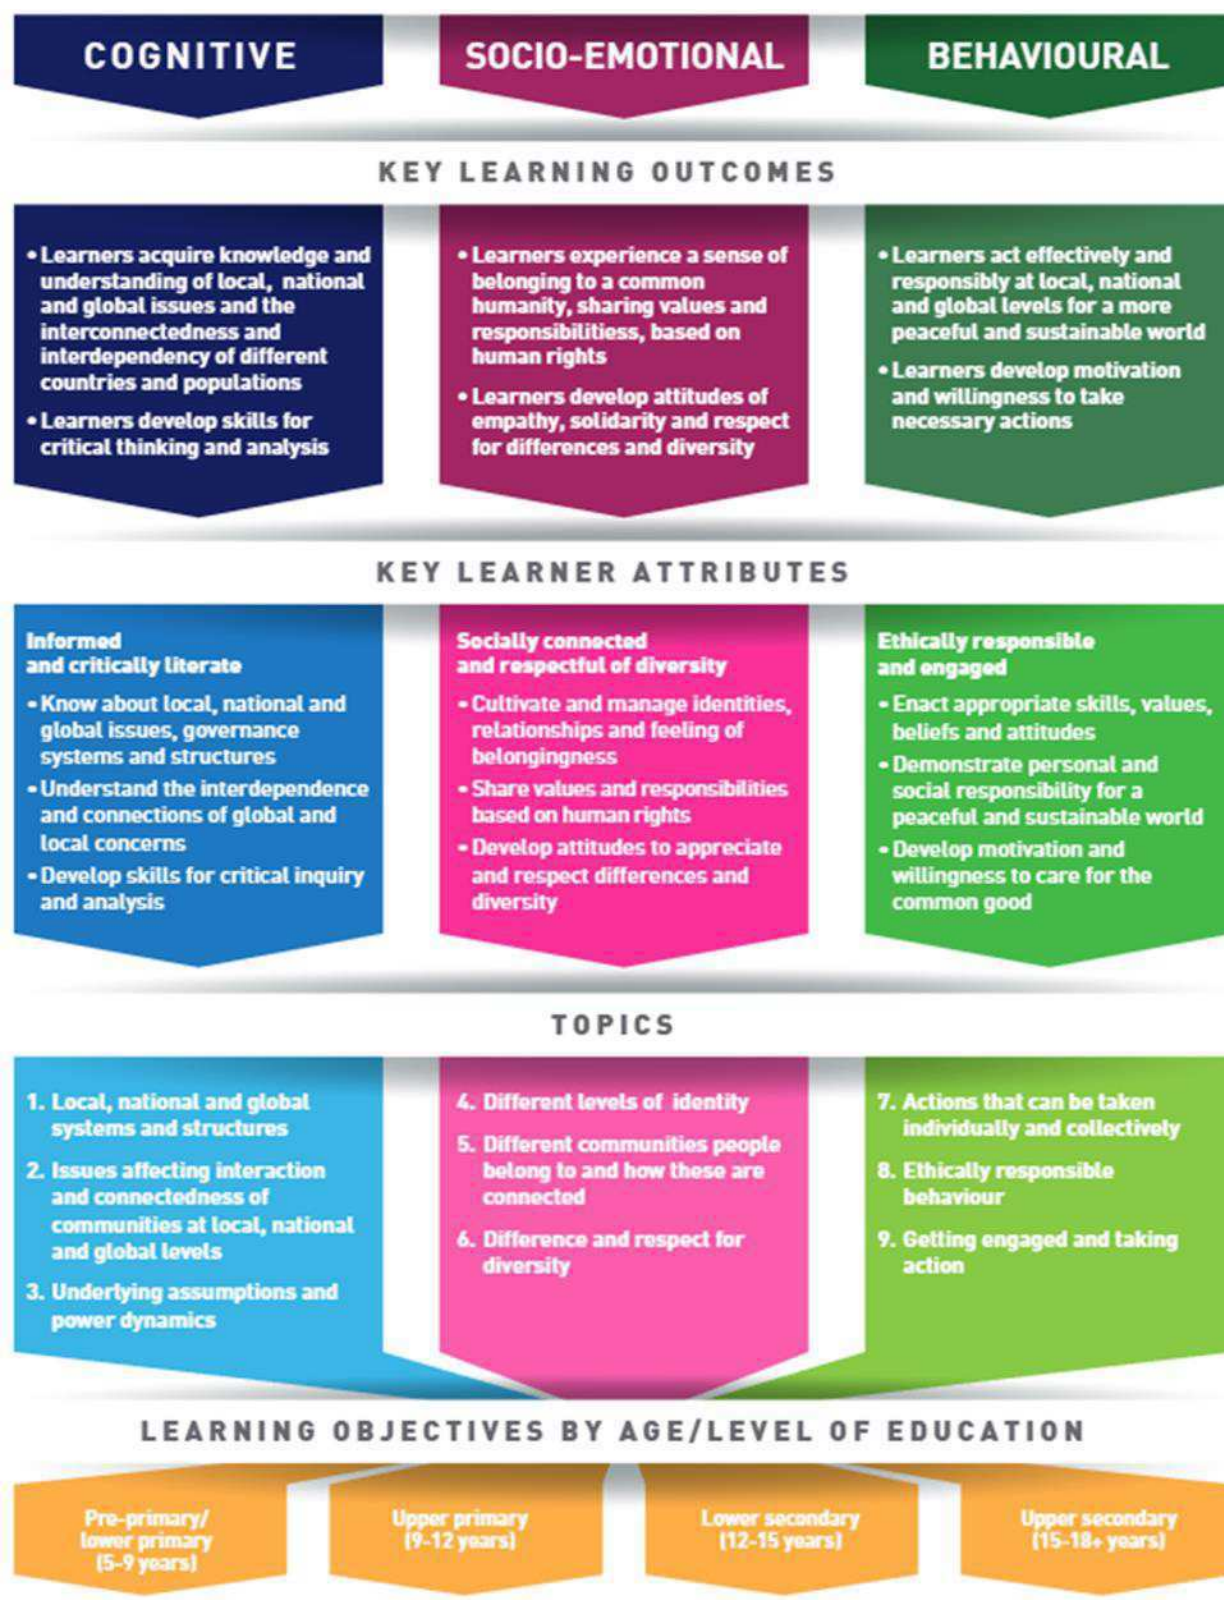 COGNITIVE
SOCIO-EMOTIONAL
BEHAVIOURAL
KEY LEARNING OUTCOMES
• Learners acquire knowledge and
understanding of local, national
and global issues and the
interconnectedness and
interdependency of different
countries and populations
• Learners develop skills for
critical thinking and analysis
• Learners experience a sense of
belonging to a common
humanity, sharing values and
responsibilitiess, based on
human rights
• Learners develop attitudes of
empathy, solidarity and respect
for differences and diversity
• Learners act effectively and
responsibly at local, national
and global levels for a more
peaceful and sustainable world
• Learners develop motivation
and willingness to take
necessary actions
KEY LEARNER ATTRIBUTES
Informed
and critically literate
• Know about local, national and
global issues, governance
systems and structures
• Understand the interdependence
and connections of global and
local concerns
• Develop skills for critical inquiry
and analysis
Socially connected
and respectful of diversity
• Cultivate and manage identities,
relationships and feeling of
belongingness
• Share values and responsibilities
based on human rights
• Develop attitudes to appreciate
and respect differences and
diversity
Ethically responsible
and engaged
• Enact appropriate skills, values,
beliefs and attitudes
• Demonstrate personal and
social responsibility for a
peaceful and sustainable world
• Develop motivation and
willingness to care for the
common good
TOPICS
1. Local, national and global
systems and structures
2. Issues affecting interaction
and connectedness of
communities at local, national
and global levels
3. Underlying assumptions and
power dynamics
4. Different levels of identity
5. Different communities people
belong to and how these are
connected
6. Difference and respect for
diversity
7. Actions that can be taken
individually and collectively
8. Ethically responsible
behaviour
9. Getting engaged and taking
action
LEARNING OBJECTIVES BY AGE/LEVEL OF EDUCATION
Pre-primary/
lower primary
(5-9 years)
Upper primary
(9-12 years)
Lower secondary
(12-15 years)
Upper secondary
(15-18+ years)